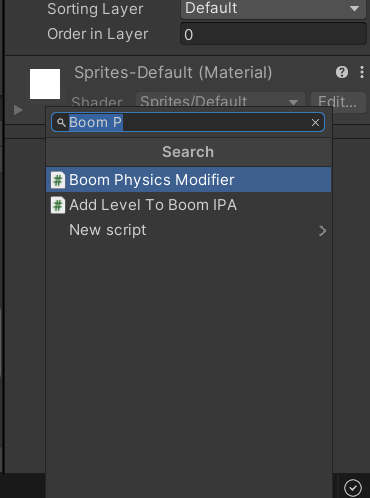 Sorting Layer Default
Order in Layer 0
Sprites-Default (Material)
Shader Sprites/Default Edit...
Boom P
Search
Boom Physics Modifier
Add Level To Boom IPA
New script